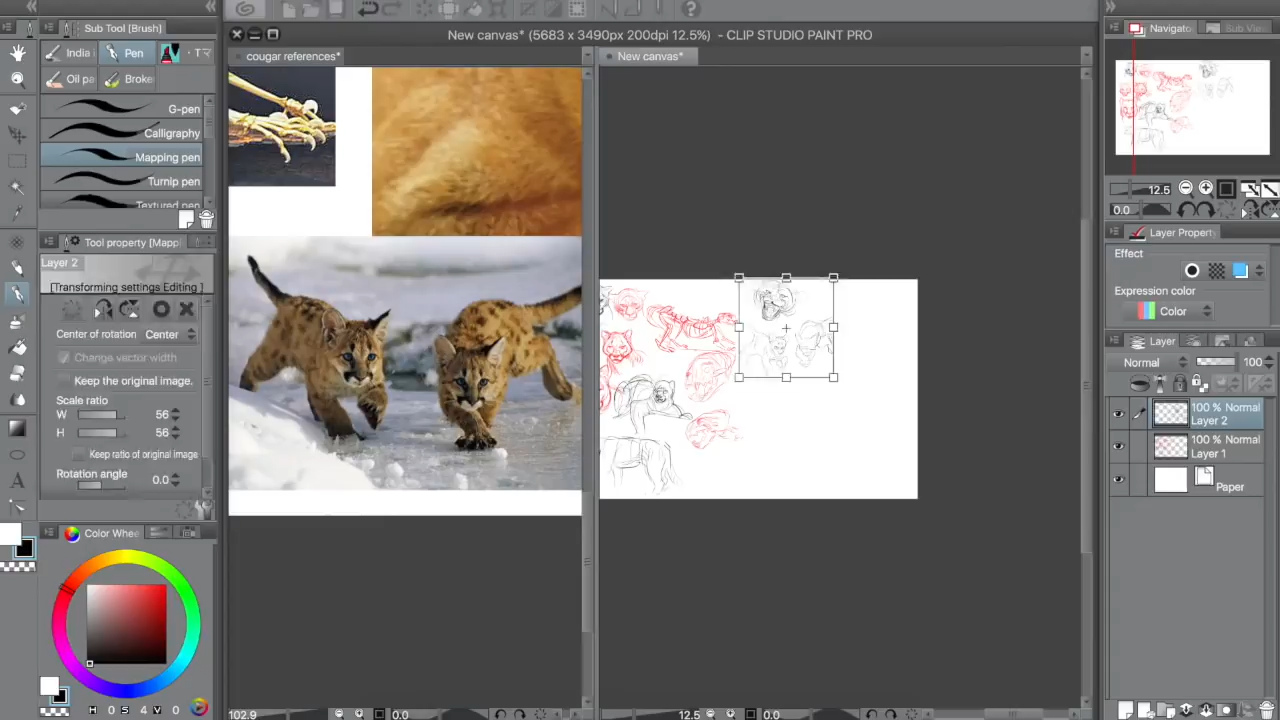 New canvas* (5683 x 3490px 200dpi 12.5%) - CLIP STUDIO PAINT PRO
Sub Tool [Brush]
cougar references*
New canvas*
Navigato
Sub Vie
India
Pen
Oil pa
Broke
G-pen
Calligraphy
Mapping pen
Turnip pen
Textured pen
Tool property [Mapp
Layer 2
[Transforming settings Editing ]
Center of rotation
Center
Change vector width
Keep the original image.
Scale ratio
W 56
H 56
Keep ratio of original image
Rotation angle 0.0
Color Whee
H 0 S 4 V 0
102.9
0.0
12.5
0.0
12.5
0.0
Layer Property
Effect
Expression color
Color
Layer
Normal
100
100 % Normal
Layer 2
100 % Normal
Layer 1
Paper